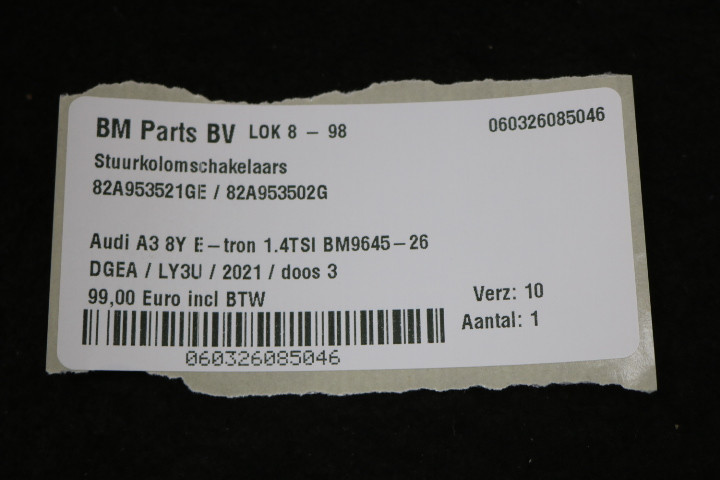 BM Parts BV LOK 8 - 98
060326085046
Stuurkolomschakelaars
82A953521GE / 82A953502G
Audi A3 8Y E-tron 1.4TSI BM9645-26
DGEA / LY3U / 2021 / doos 3
99,00 Euro incl BTW
Verz: 10
Aantal: 1
060326085046